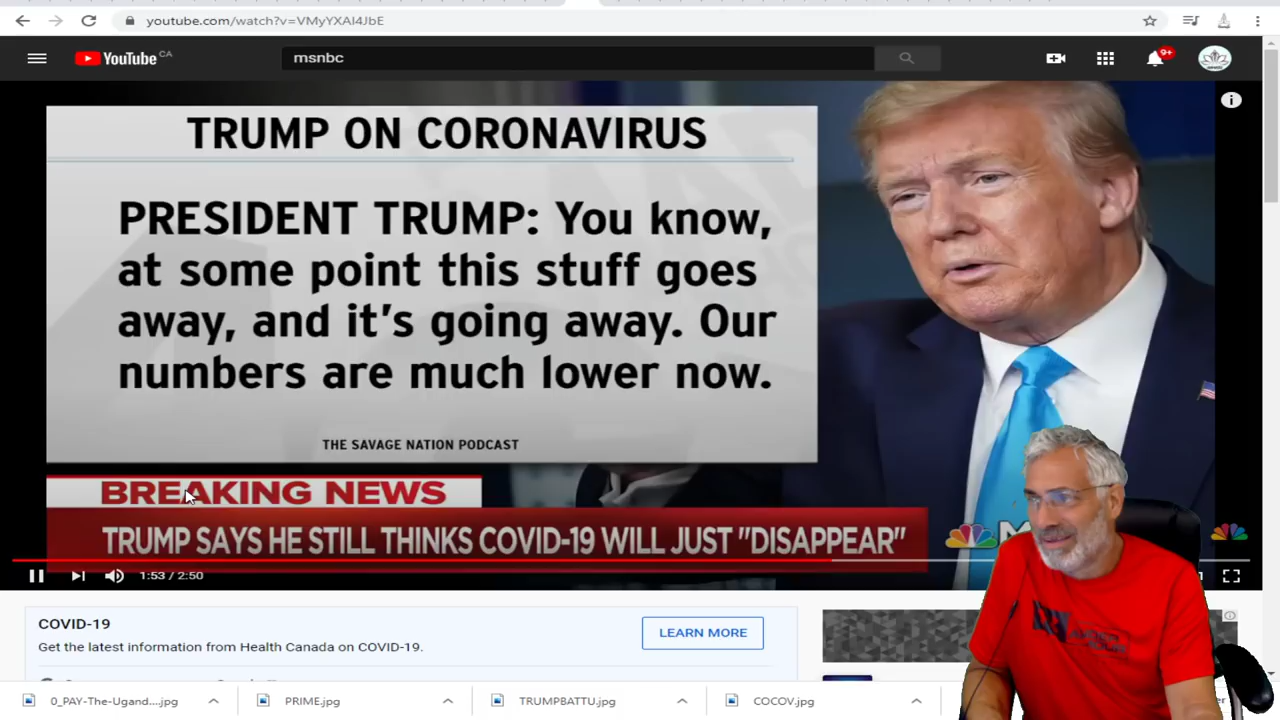 youtube.com/watch?v=VMyYXAI4JbE
YouTube CA
msnbc
9+
TRUMP ON CORONAVIRUS
PRESIDENT TRUMP: You know,
at some point this stuff goes
away, and it's going away. Our
numbers are much lower now.
THE SAVAGE NATION PODCAST
BREAKING NEWS
TRUMP SAYS HE STILL THINKS COVID-19 WILL JUST "DISAPPEAR"
1:53 / 2:50
COVID-19
Get the latest information from Health Canada on COVID-19.
LEARN MORE
0_PAY-The-Ugand....jpg
PRIME.jpg
TRUMPBATTU.jpg
COCOV.jpg